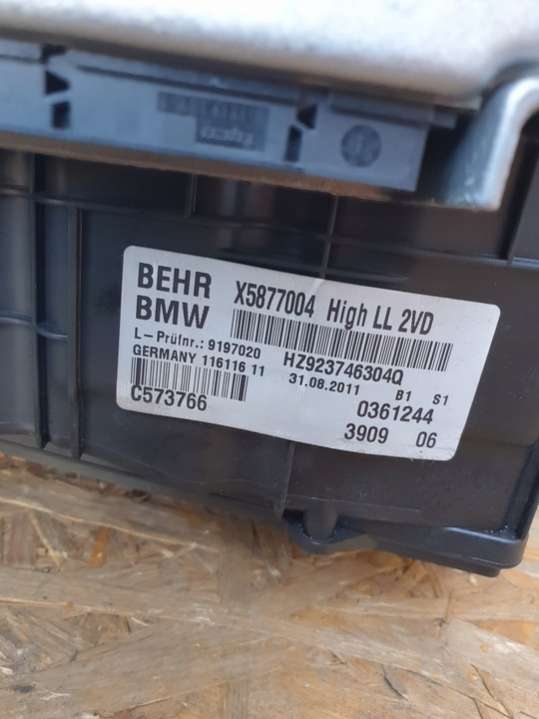 BEHR X5877004 High LL 2VD
BMW
L-Prüfnr.: 9197020 HZ923746304Q
GERMANY 116116 11 31.08.2011 B1 S1
C573766 0361244
3909 06